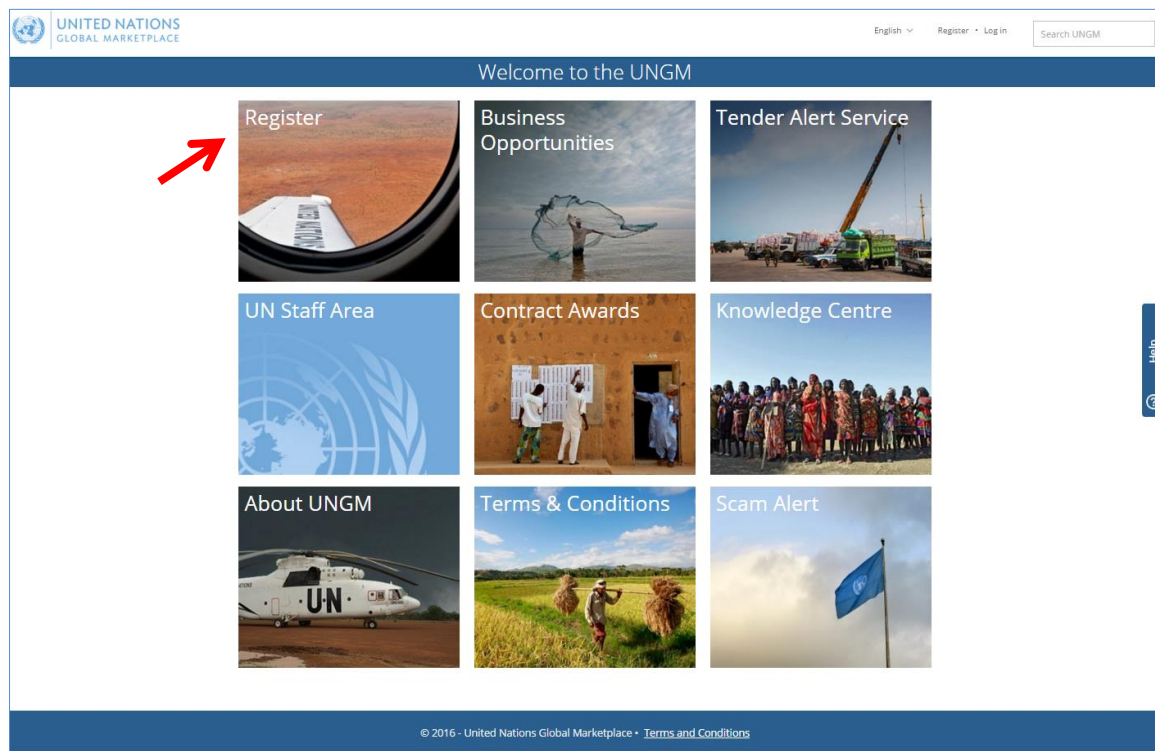 UNITED NATIONS
GLOBAL MARKETPLACE
English
Register • Log in
Search UNGM
Welcome to the UNGM
Register
Business
Opportunities
Tender Alert Service
UN Staff Area
Contract Awards
Knowledge Centre
Help
About UNGM
Terms & Conditions
Scam Alert
UN
© 2016 - United Nations Global Marketplace • Terms and Conditions